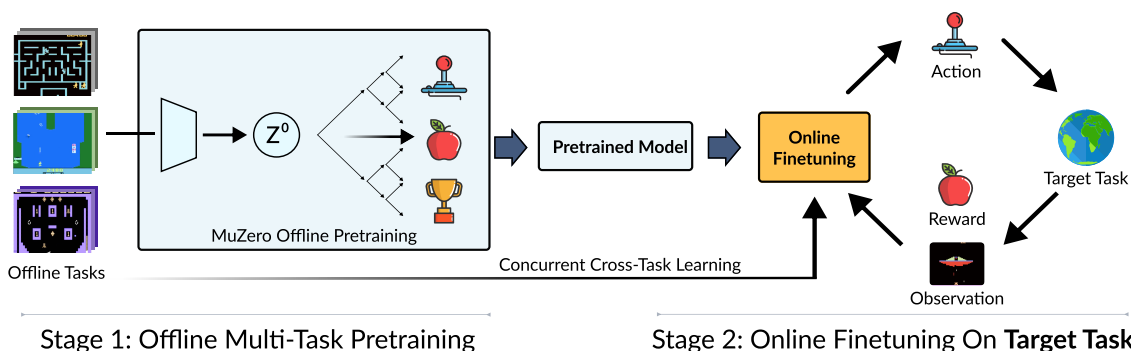 Offline Tasks
Z⁰
MuZero Offline Pretraining
Pretrained Model
Online
Finetuning
Action
Target Task
Reward
Observation
Concurrent Cross-Task Learning
Stage 1: Offline Multi-Task Pretraining
Stage 2: Online Finetuning On Target Task